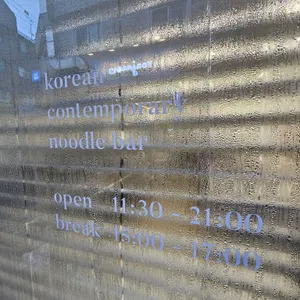 korean
contemporary
noodle bar
open 11:30 - 21:00
break 15:00 - 17:00